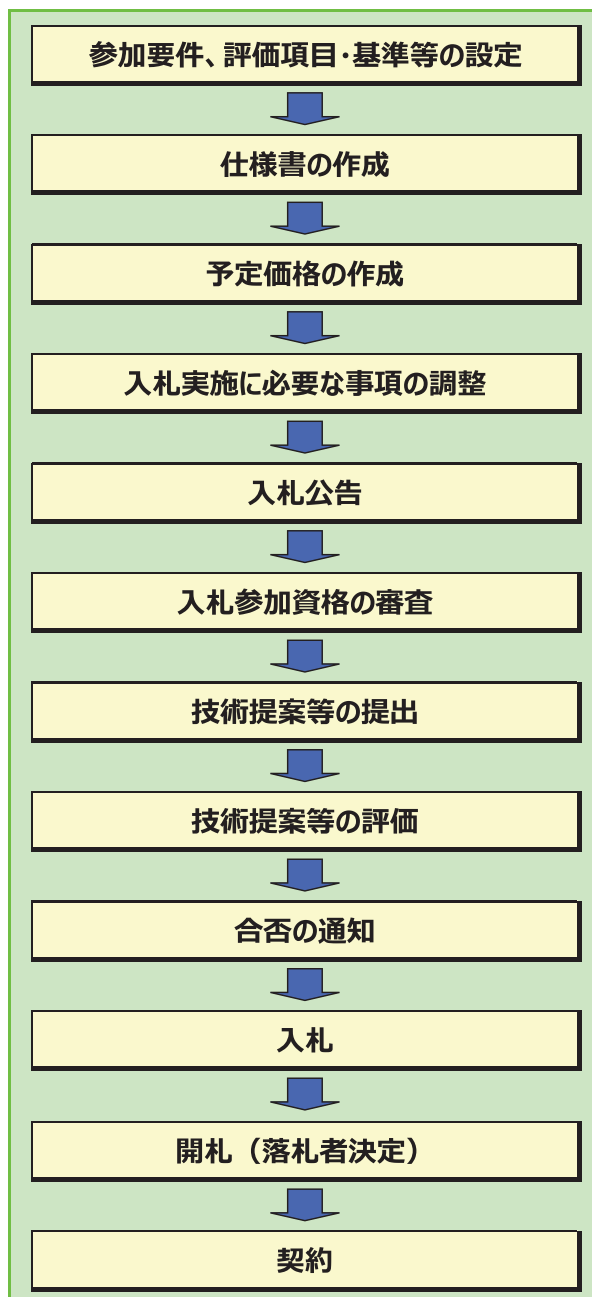 参加要件、評価項目･基準等の設定
仕様書の作成
予定価格の作成
入札実施に必要な事項の調整
入札公告
入札参加資格の審査
技術提案等の提出
技術提案等の評価
合否の通知
入札
開札（落札者決定）
契約